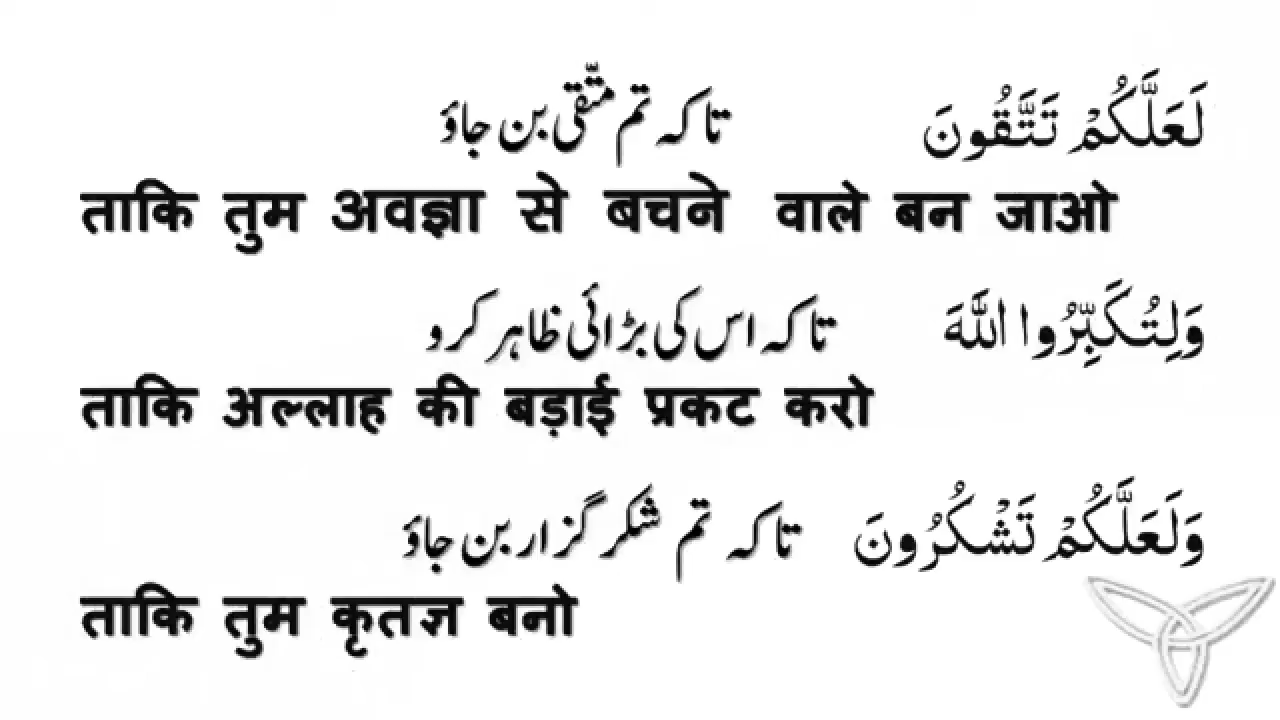 لَعَلَّكُمْ تَتَّقُونَ تاکہ تم متّقی بن جاؤ
ताकि तुम अवज्ञा से बचने वाले बन जाओ
وَلِتُكَبِّرُوا اللَّهَ تاکہ اس کی بڑائی ظاہر کرو
ताकि अल्लाह की बड़ाई प्रकट करो
وَلَعَلَّكُمْ تَشْكُرُونَ تاکہ تم شکر گزار بن جاؤ
ताकि तुम कृतज्ञ बनो